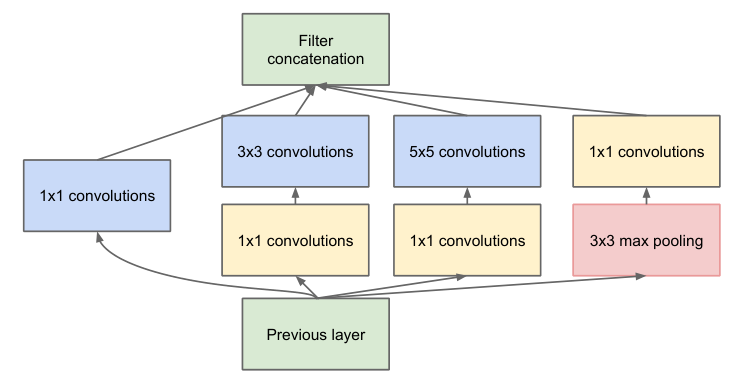 Filter
concatenation
3x3 convolutions
5x5 convolutions
1x1 convolutions
1x1 convolutions
1x1 convolutions
1x1 convolutions
3x3 max pooling
Previous layer